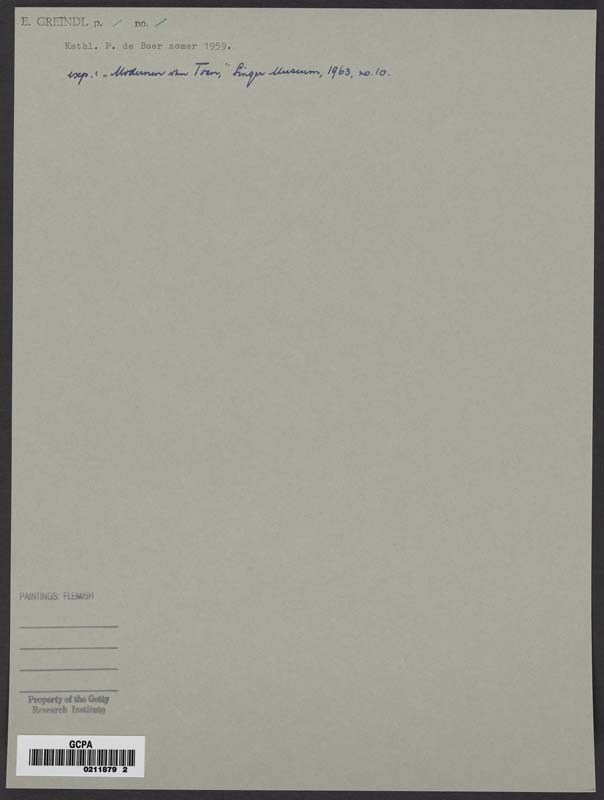 E. GREINDL p. / no. /
Kathl. P. de Boer zomer 1959.
exp.: „Modernen van Toen," Singer Museum, 1963, no. 10.
PAINTINGS: FLEMISH
Property of the Getty
Research Institute
GCPA
0211879 2